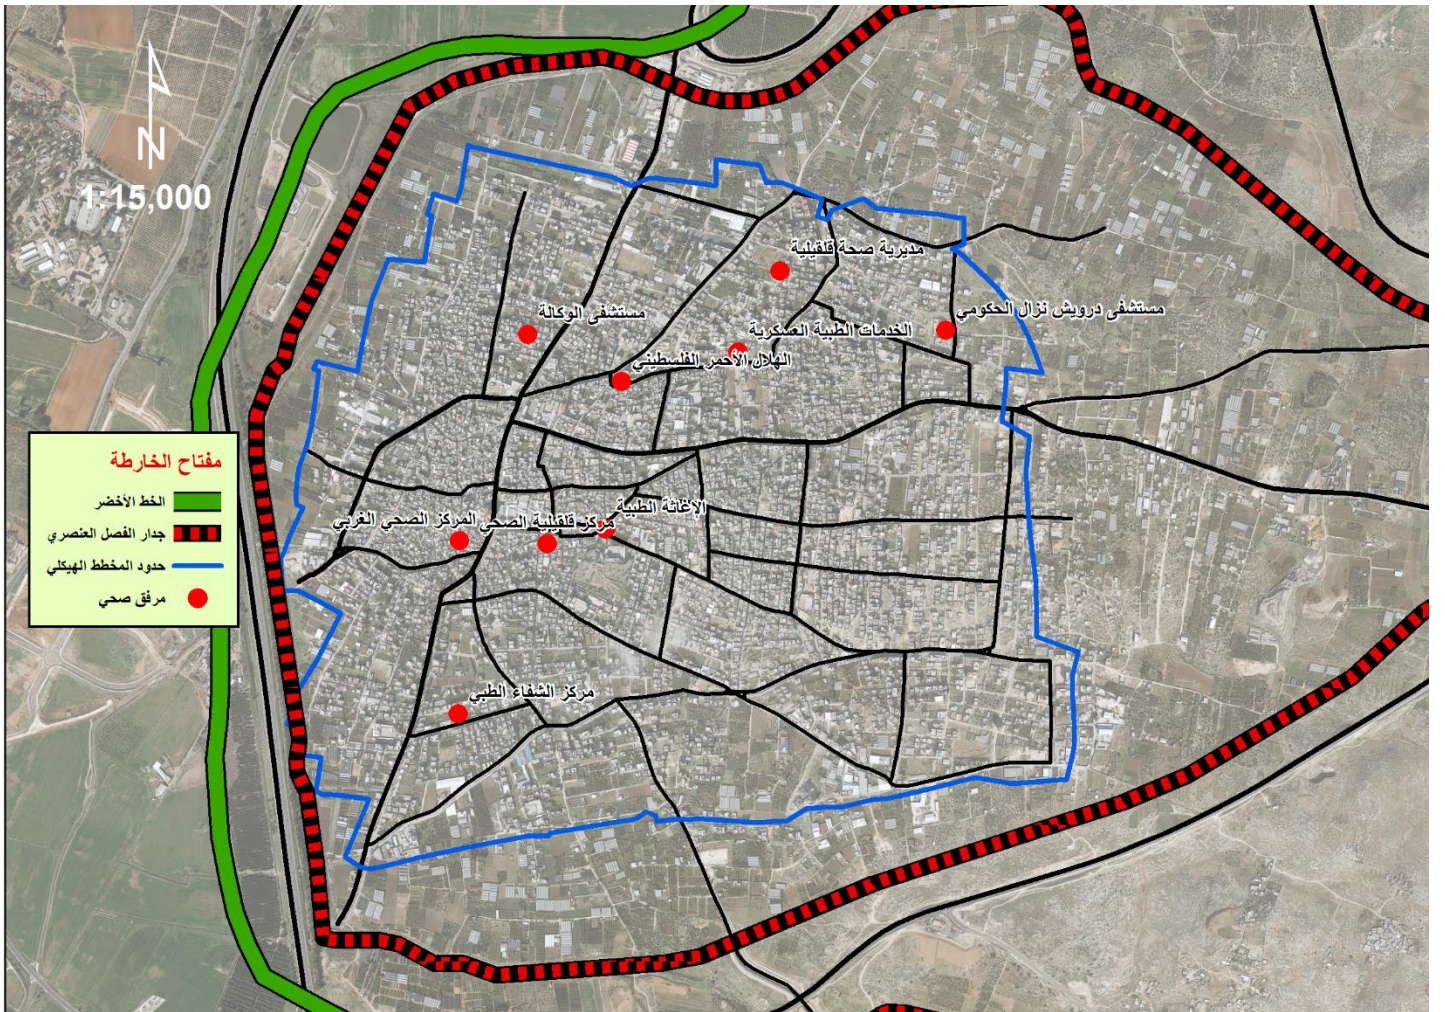 N
1:15,000
مديرية صحة قلقيلية
مستشفى درويش نزال الحكومي
مستشفى الوكالة
الخدمات الطبية العسكرية
الهلال الأحمر الفلسطيني
الإغاثة الطبية
مركز قلقيلية الصحي
المركز الصحي الغربي
مركز الشفاء الطبي
مفتاح الخارطة
الخط الأخضر
جدار الفصل العنصري
حدود المخطط الهيكلي
مرفق صحي